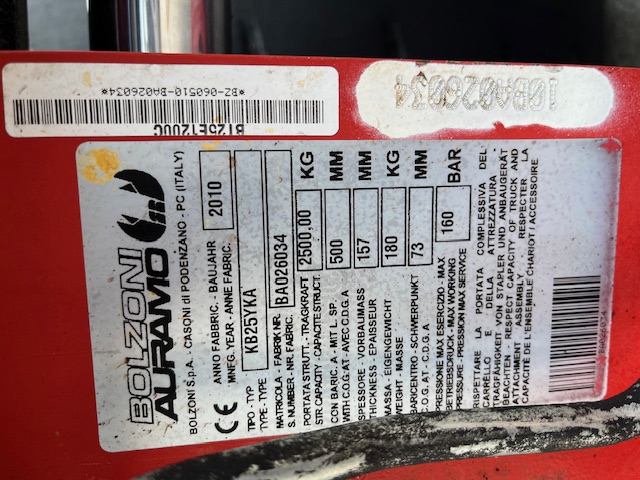 *BZ-060510-BA026034*
BT25E1200C
10BA026034
BOLZONI
AURAMO
BOLZONI S.p.A. - CASONI di PODENZANO - PC (ITALY)
CE
ANNO FABBRIC. - BAUJAHR
MNFG. YEAR - ANNE FABRIC.
2010
TIPO - TYP
TYPE - TYPE
KB25YKA
MATRICOLA - FABRIK NR.
S. NUMBER - NR. FABRIC.
BA026034
PORTATA STRUTT. - TRAGKRAFT
STR. CAPACITY - CAPACITE STRUCT.
2500,00 KG
CON BARIC. A - MIT L. SP.
WITH C.O.G. AT - AVEC C.D.G A
500 MM
SPESSORE - VORBAUMASS
THICKNESS - EPAISSEUR
157 MM
MASSA - EIGENGEWICHT
WEIGHT - MASSE
180 KG
BARICENTRO - SCHWERPUNKT
C.O.G. AT - C.D.G. A
73 MM
PRESSIONE MAX ESERCIZIO - MAX
BETRIEBSDRUCK - MAX WORKING
PRESSURE - PRESSION MAX SERVICE
160 BAR
RISPETTARE LA PORTATA COMPLESSIVA DEL
CARRELLO E DELLA ATTREZZATURA
TRAGFÄHIGKEIT VON STAPLER UND ANBAUGERÄT
BEACHTEN RESPECT CAPACITY OF TRUCK AND
ATTACHMENT ASSEMBLY. RESPECTER LA
CAPACITÉ DE L'ENSEMBLE CHARIOT / ACCESSOIRE